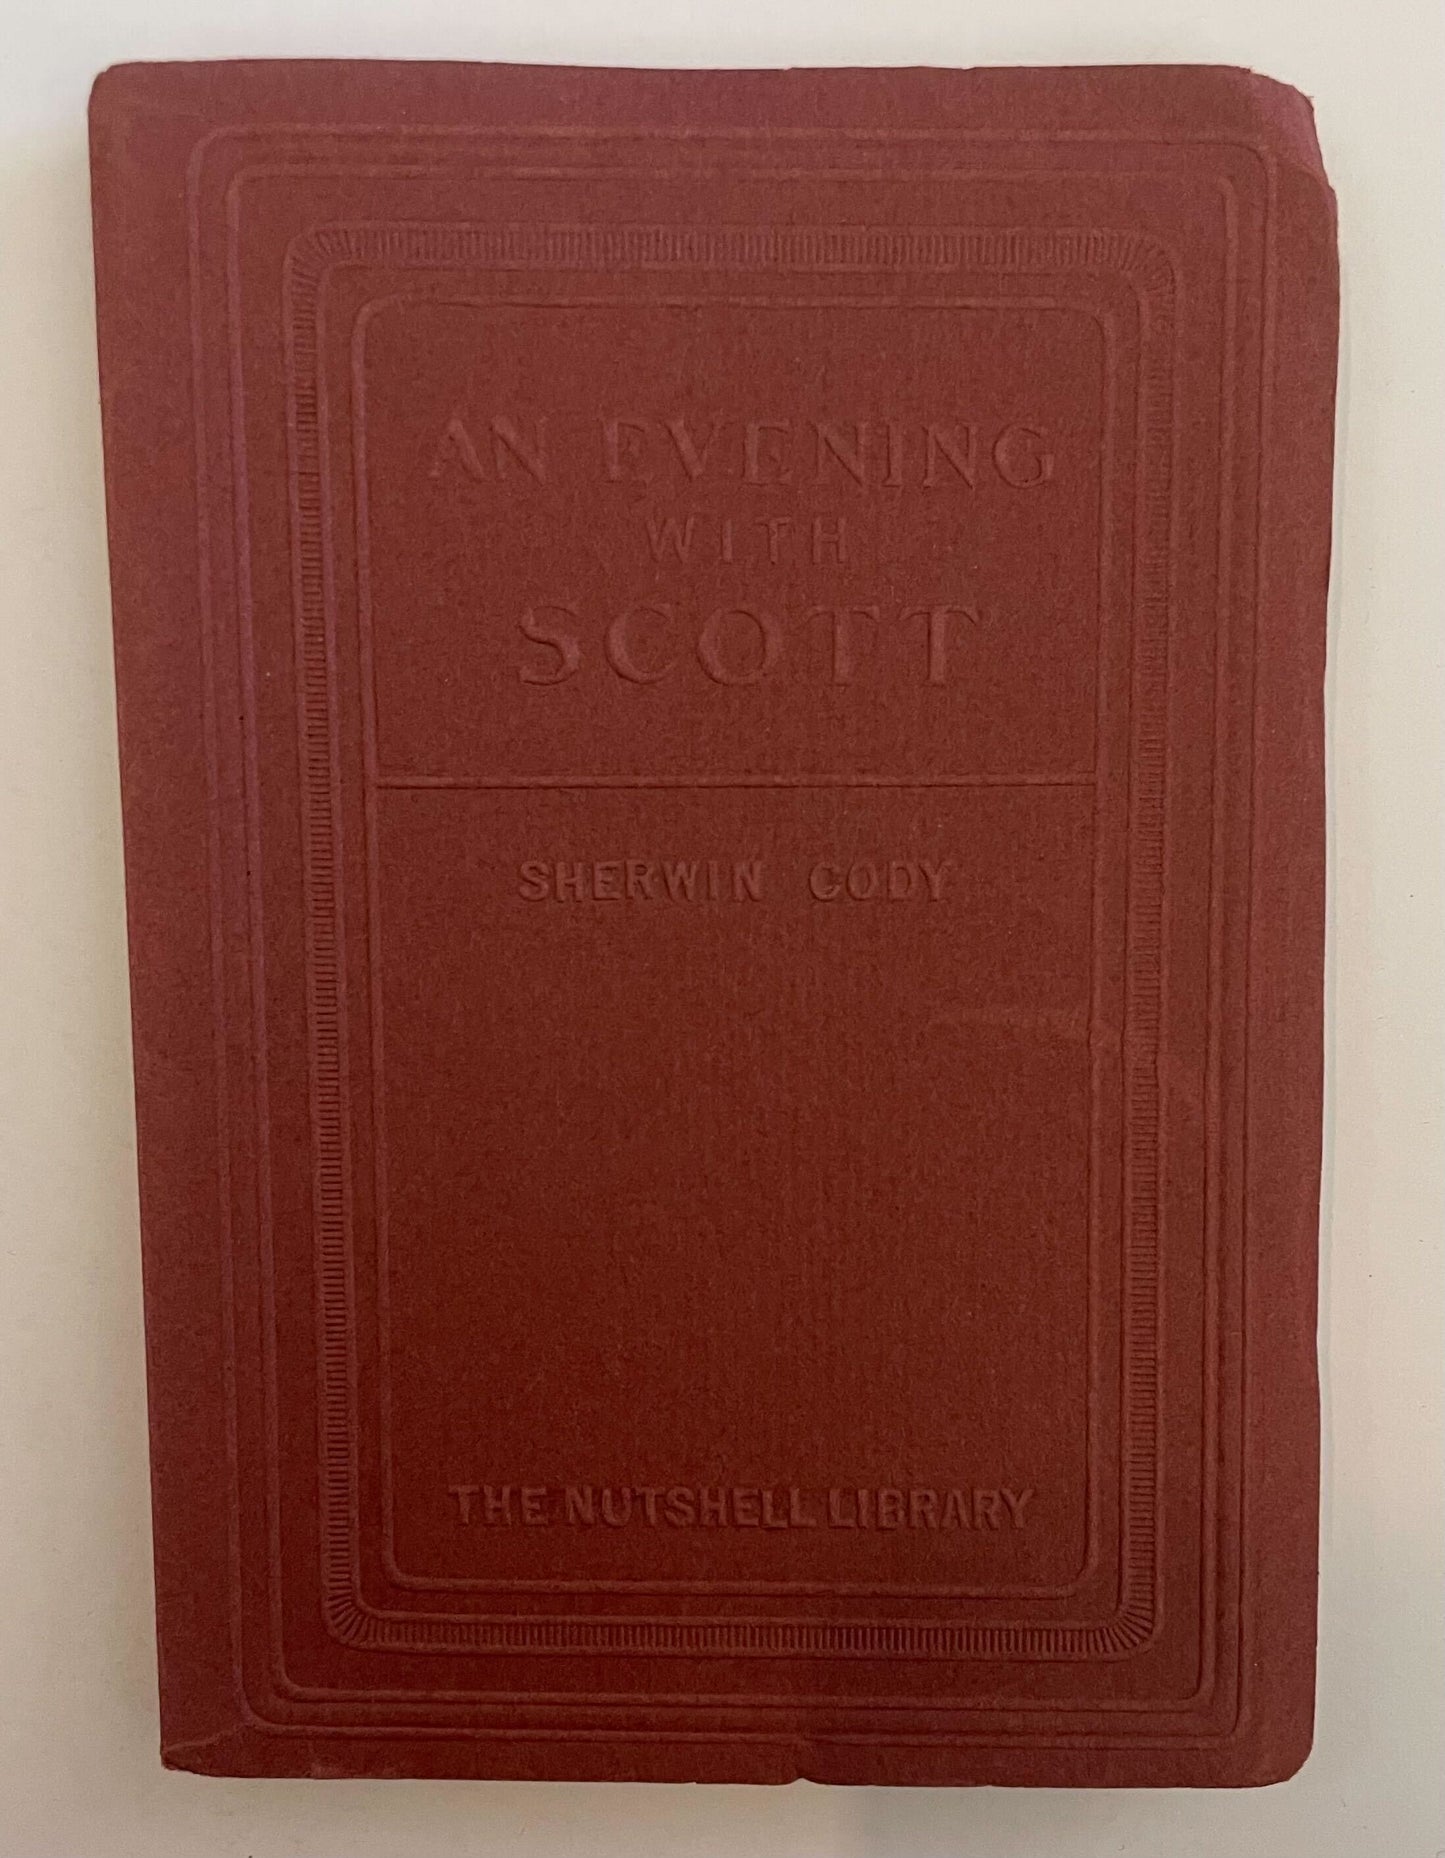 AN EVENING
WITH
SCOTT
SHERWIN CODY
THE NUTSHELL LIBRARY